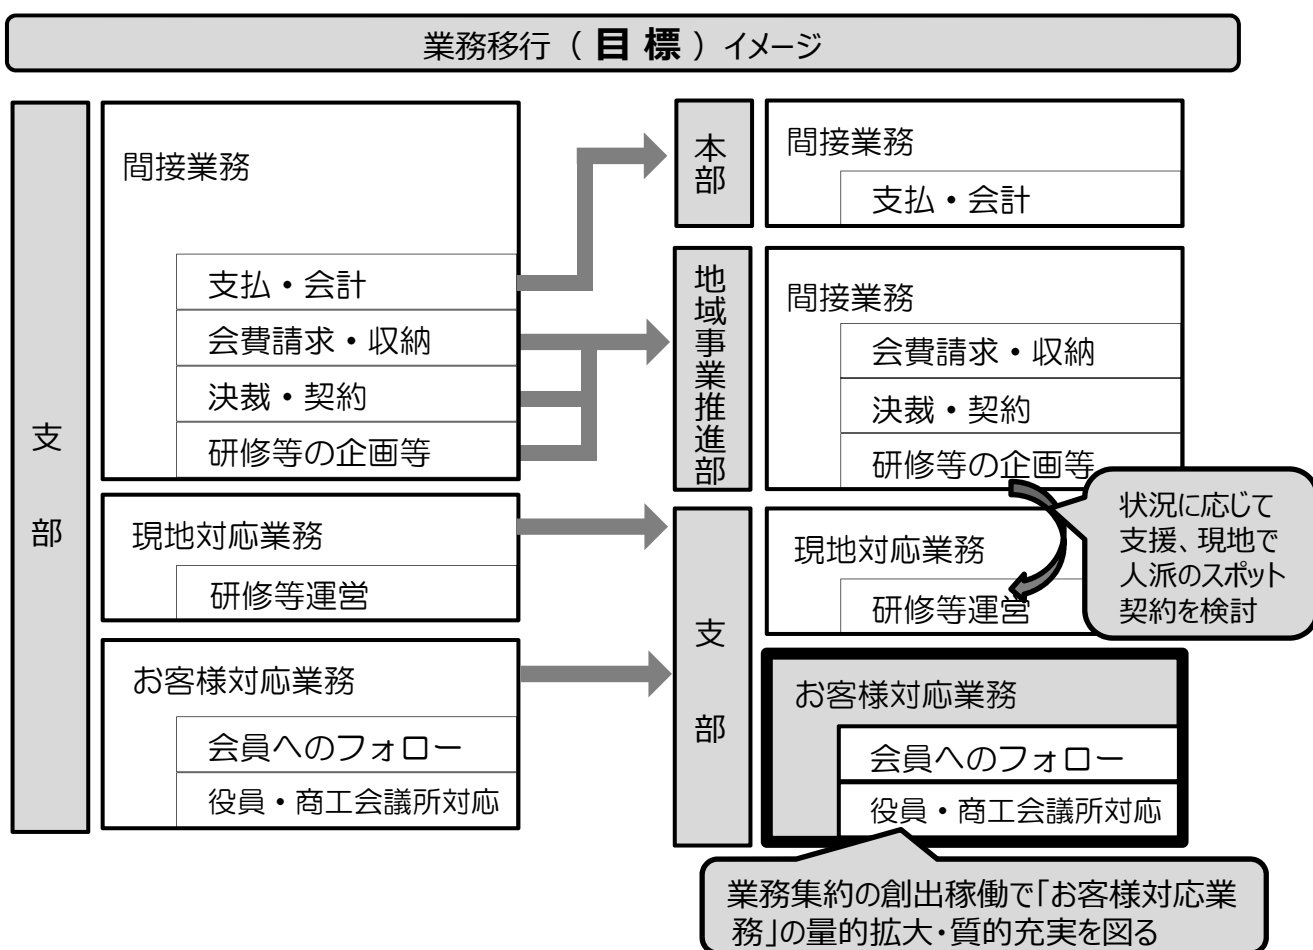 業務移行（目標）イメージ
支部
間接業務
支払・会計
会費請求・収納
決裁・契約
研修等の企画等
現地対応業務
研修等運営
お客様対応業務
会員へのフォロー
役員・商工会議所対応
本部
間接業務
支払・会計
地域事業推進部
間接業務
会費請求・収納
決裁・契約
研修等の企画等
状況に応じて
支援、現地で
人派のスポット
契約を検討
支部
現地対応業務
研修等運営
お客様対応業務
会員へのフォロー
役員・商工会議所対応
業務集約の創出稼働で「お客様対応業
務」の量的拡大・質的充実を図る